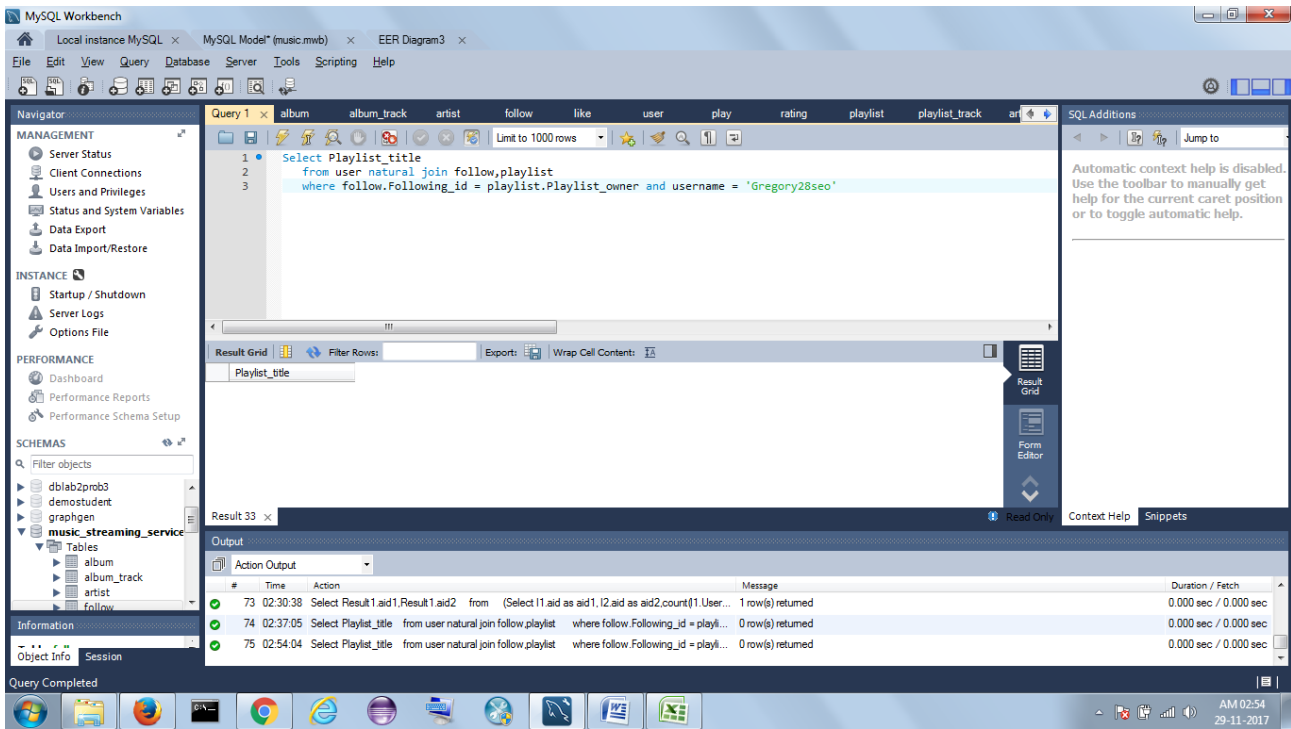 MySQL Workbench
Local instance MySQL × MySQL Model* (music.mwb) × EER Diagram3 ×
File Edit View Query Database Server Tools Scripting Help
Navigator
Query 1 × album album_track artist follow like user play rating playlist playlist_track
SQL Additions
MANAGEMENT
Server Status
Client Connections
Users and Privileges
Status and System Variables
Data Export
Data Import/Restore
INSTANCE
Startup / Shutdown
Server Logs
Options File
PERFORMANCE
Dashboard
Performance Reports
Performance Schema Setup
SCHEMAS
Filter objects
dblab2prob3
demostudent
graphgen
music_streaming_service
Tables
album
album_track
artist
follow
Information
Object Info Session
Query Completed
Limit to 1000 rows
1 Select Playlist_title
2 from user natural join follow,playlist
3 where follow.Following_id = playlist.Playlist_owner and username = 'Gregory28seo'
Result Grid Filter Rows: Export: Wrap Cell Content:
Playlist_title
Result Grid
Form Editor
Result 33 × Read Only
Jump to
Automatic context help is disabled.
Use the toolbar to manually get
help for the current caret position
or to toggle automatic help.
Context Help Snippets
Output
Action Output
# Time Action Message Duration / Fetch
73 02:30:38 Select Result1.aid1,Result1.aid2 from (Select l1.aid as aid1, l2.aid as aid2,count(l1.User... 1 row(s) returned 0.000 sec / 0.000 sec
74 02:37:05 Select Playlist_title from user natural join follow,playlist where follow.Following_id = playli... 0 row(s) returned 0.000 sec / 0.000 sec
75 02:54:04 Select Playlist_title from user natural join follow,playlist where follow.Following_id = playli... 0 row(s) returned 0.000 sec / 0.000 sec
AM 02:54
29-11-2017